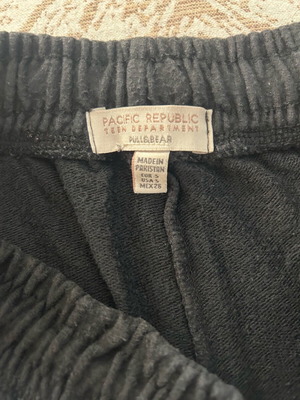 PACIFIC REPUBLIC
TEEN DEPARTMENT
PULL&BEAR
MADE IN
PAKISTAN
EUR S
USA S
MEX 26